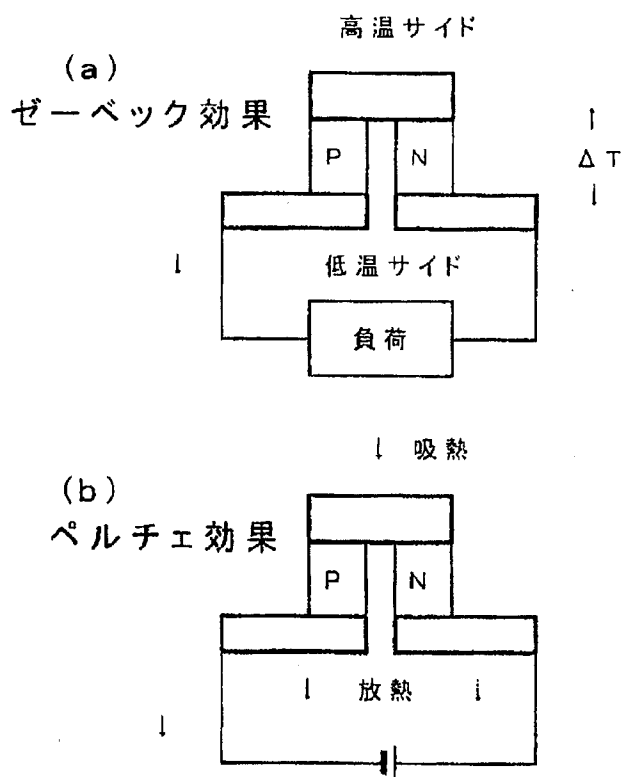 高温サイド
(a)
ゼーベック効果
P N
↑
ΔT
↓
↓
低温サイド
負荷
↓ 吸熱
(b)
ペルチェ効果
P N
↓ 放熱 ↓
↓